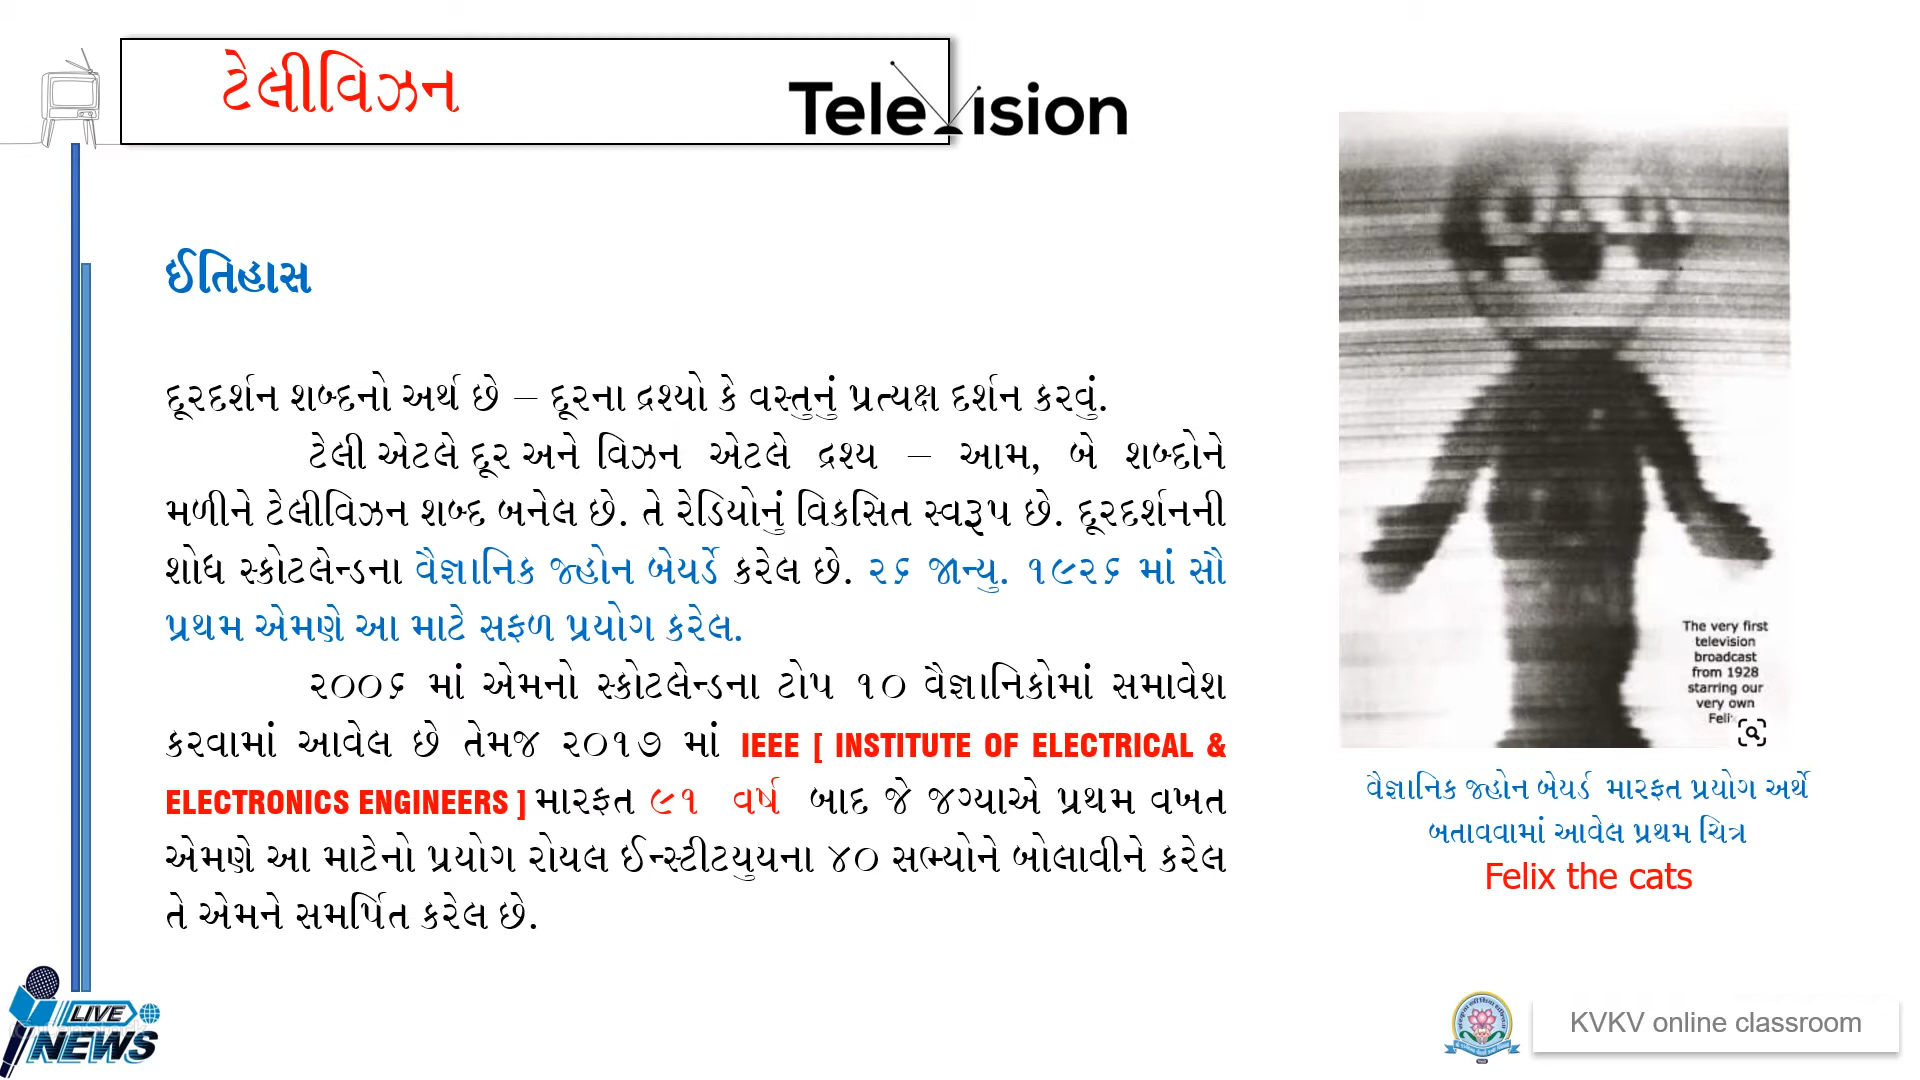 ટેલીવિઝન
Television
ઈતિહાસ
દૂરદર્શન શબ્દનો અર્થ છે – દૂરના દ્રશ્યો કે વસ્તુનું પ્રત્યક્ષ દર્શન કરવું.
ટેલી એટલે દૂર અને વિઝન એટલે દ્રશ્ય – આમ, બે શબ્દોને
મળીને ટેલીવિઝન શબ્દ બનેલ છે. તે રેડિયોનું વિકસિત સ્વરૂપ છે. દૂરદર્શનની
શોધ સ્કોટલેન્ડના વૈજ્ઞાનિક જ્હોન બેયર્ડે કરેલ છે. ૨૬ જાન્યુ. ૧૯૨૬ માં સૌ
પ્રથમ એમણે આ માટે સફળ પ્રયોગ કરેલ.
૨૦૦૬ માં એમનો સ્કોટલેન્ડના ટોપ ૧૦ વૈજ્ઞાનિકોમાં સમાવેશ
કરવામાં આવેલ છે તેમજ ૨૦૧૭ માં IEEE [ INSTITUTE OF ELECTRICAL &
ELECTRONICS ENGINEERS ] મારફત ૯૧ વર્ષ બાદ જે જગ્યાએ પ્રથમ વખત
એમણે આ માટેનો પ્રયોગ રોયલ ઈન્સ્ટીટયુયના ૪૦ સભ્યોને બોલાવીને કરેલ
તે એમને સમર્પિત કરેલ છે.
The very first
television
broadcast
from 1928
starring our
very own
વૈજ્ઞાનિક જ્હોન બેયર્ડ મારફત પ્રયોગ અર્થે
બતાવવામાં આવેલ પ્રથમ ચિત્ર
Felix the cats
LIVE
NEWS
KVKV online classroom